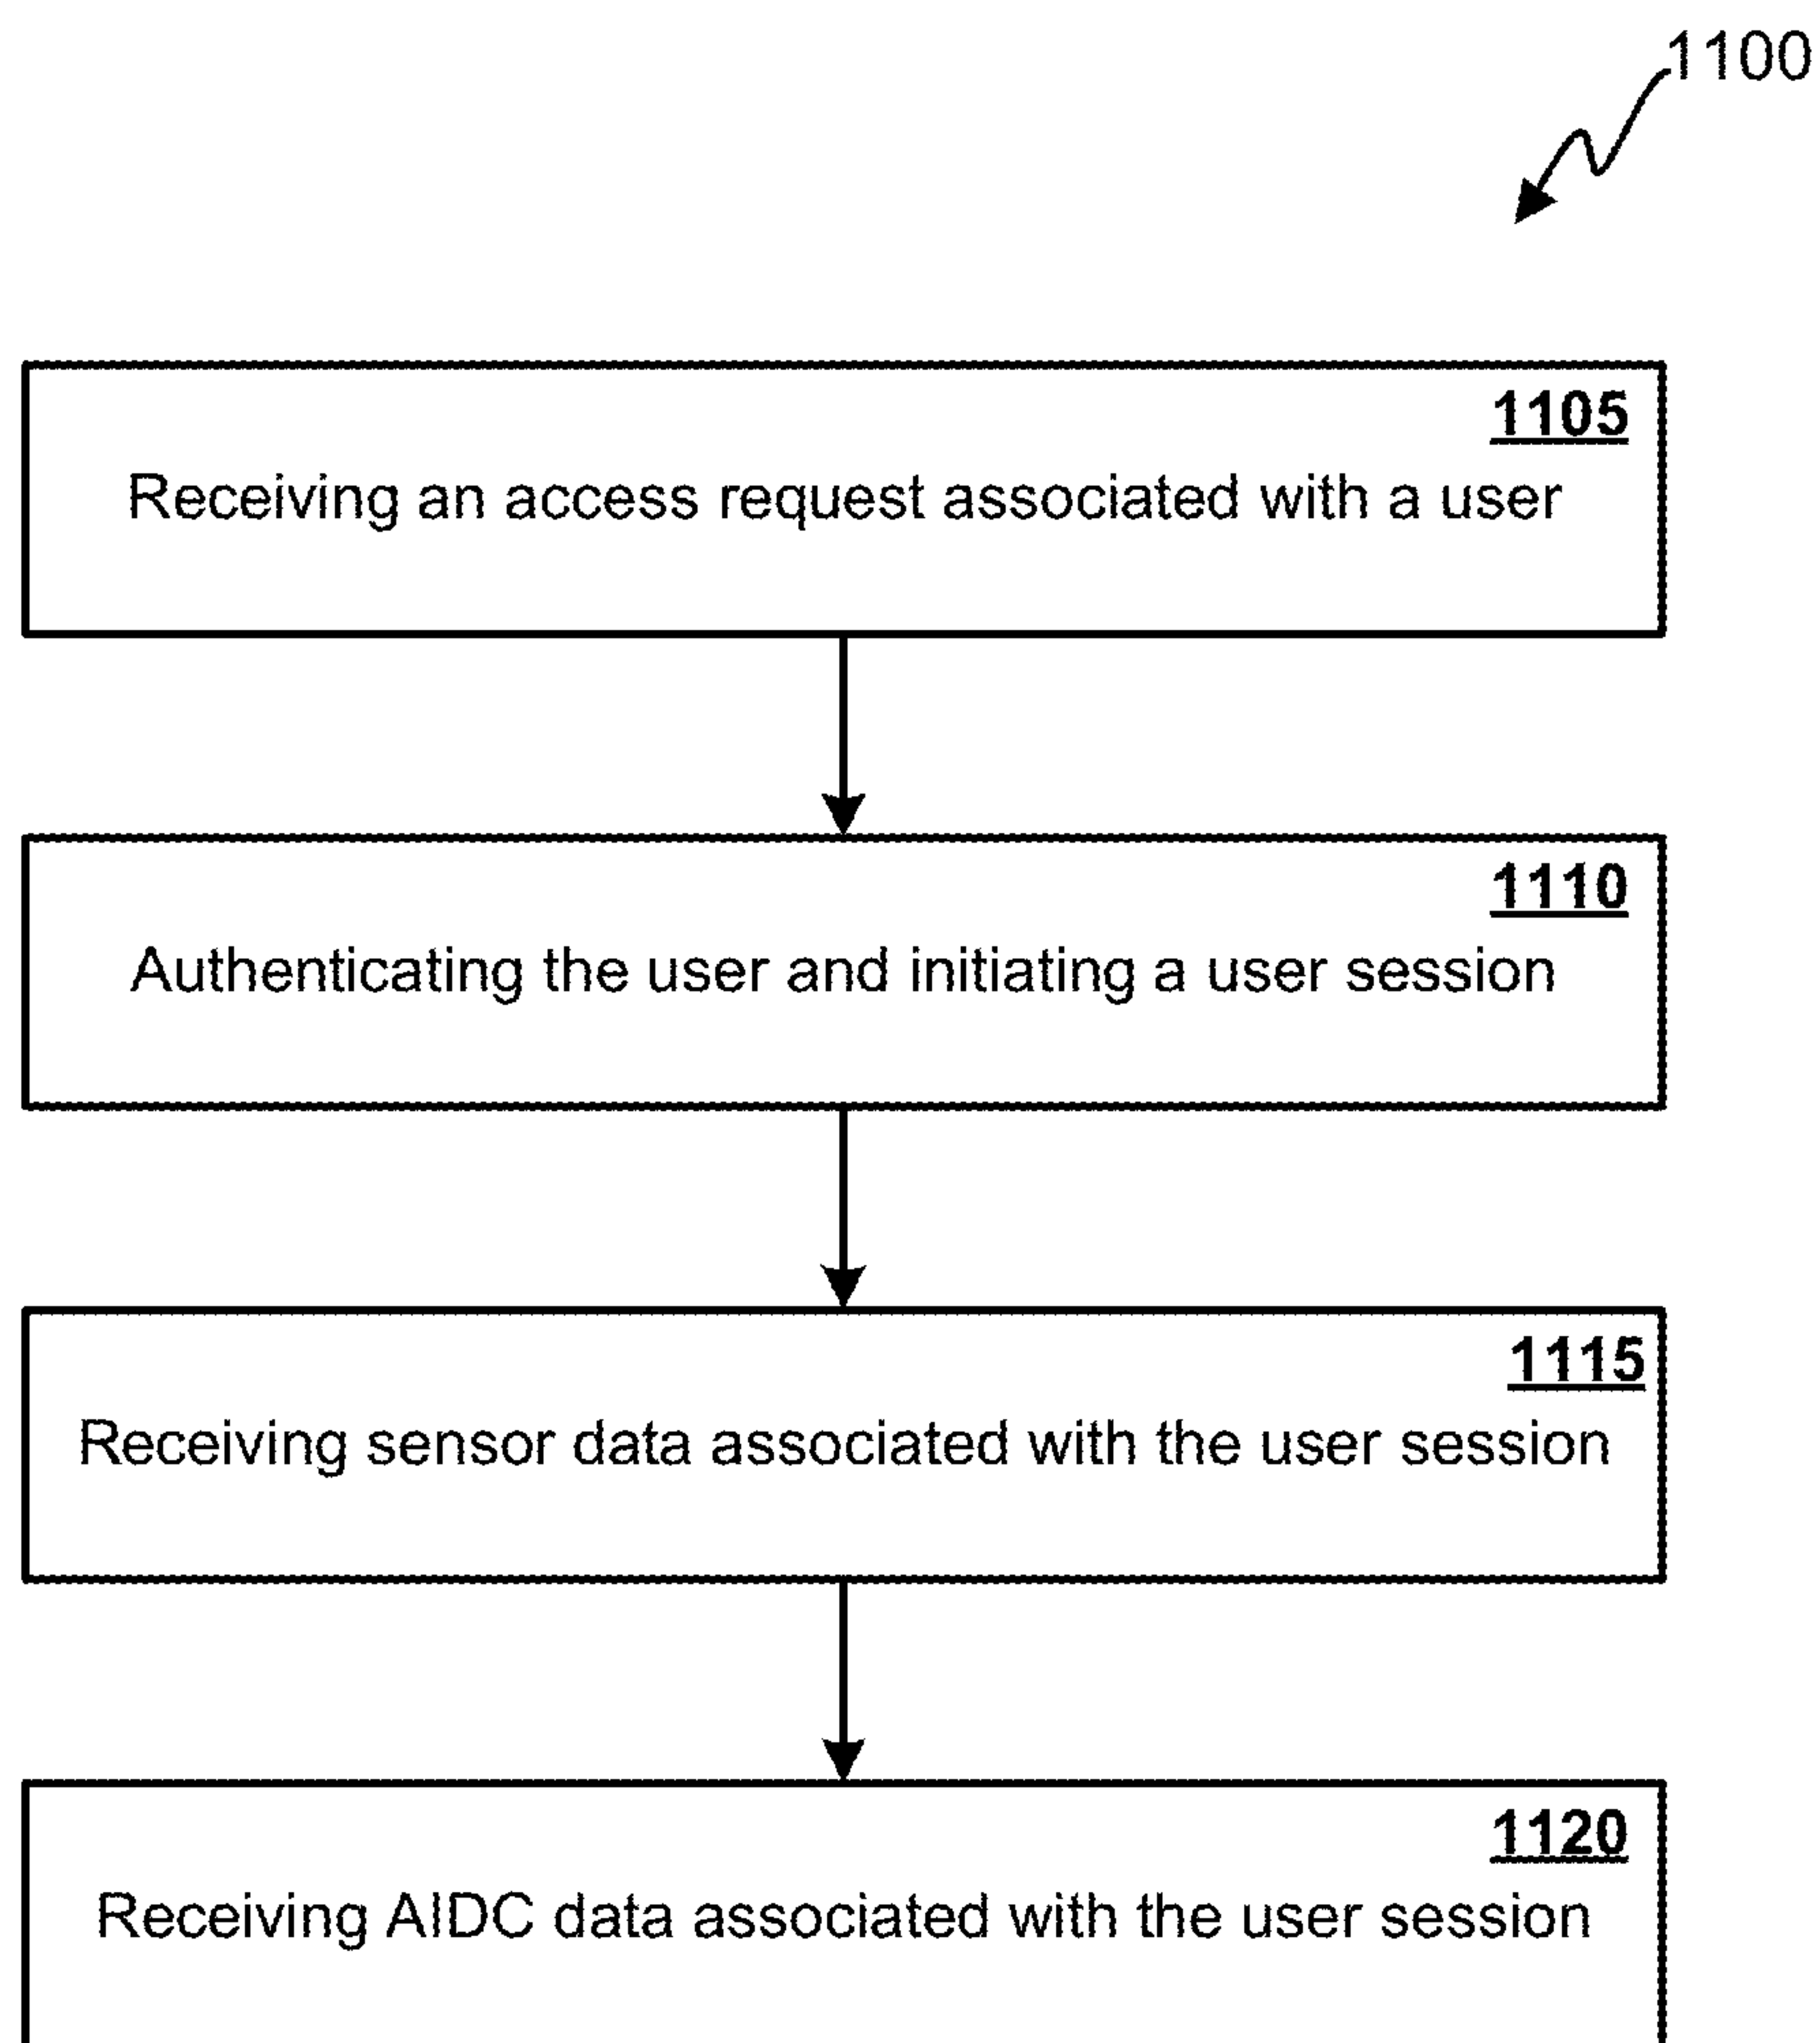 1100
1105
Receiving an access request associated with a user
1110
Authenticating the user and initiating a user session
1115
Receiving sensor data associated with the user session
1120
Receiving AIDC data associated with the user session